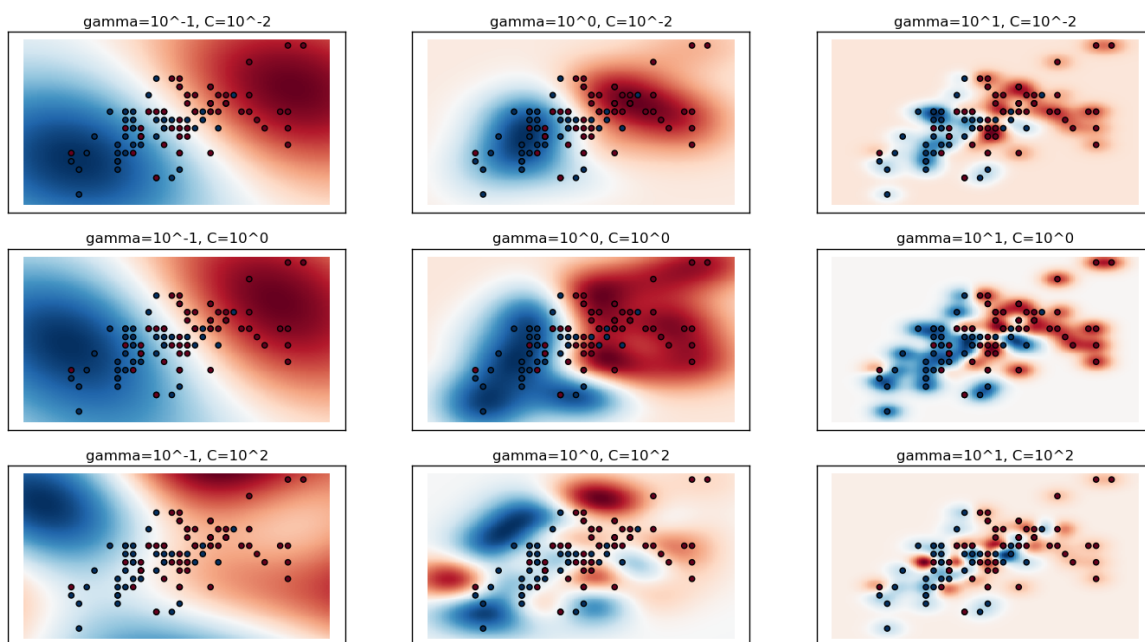 gamma=10^-1, C=10^-2
gamma=10^0, C=10^-2
gamma=10^1, C=10^-2
gamma=10^-1, C=10^0
gamma=10^0, C=10^0
gamma=10^1, C=10^0
gamma=10^-1, C=10^2
gamma=10^0, C=10^2
gamma=10^1, C=10^2